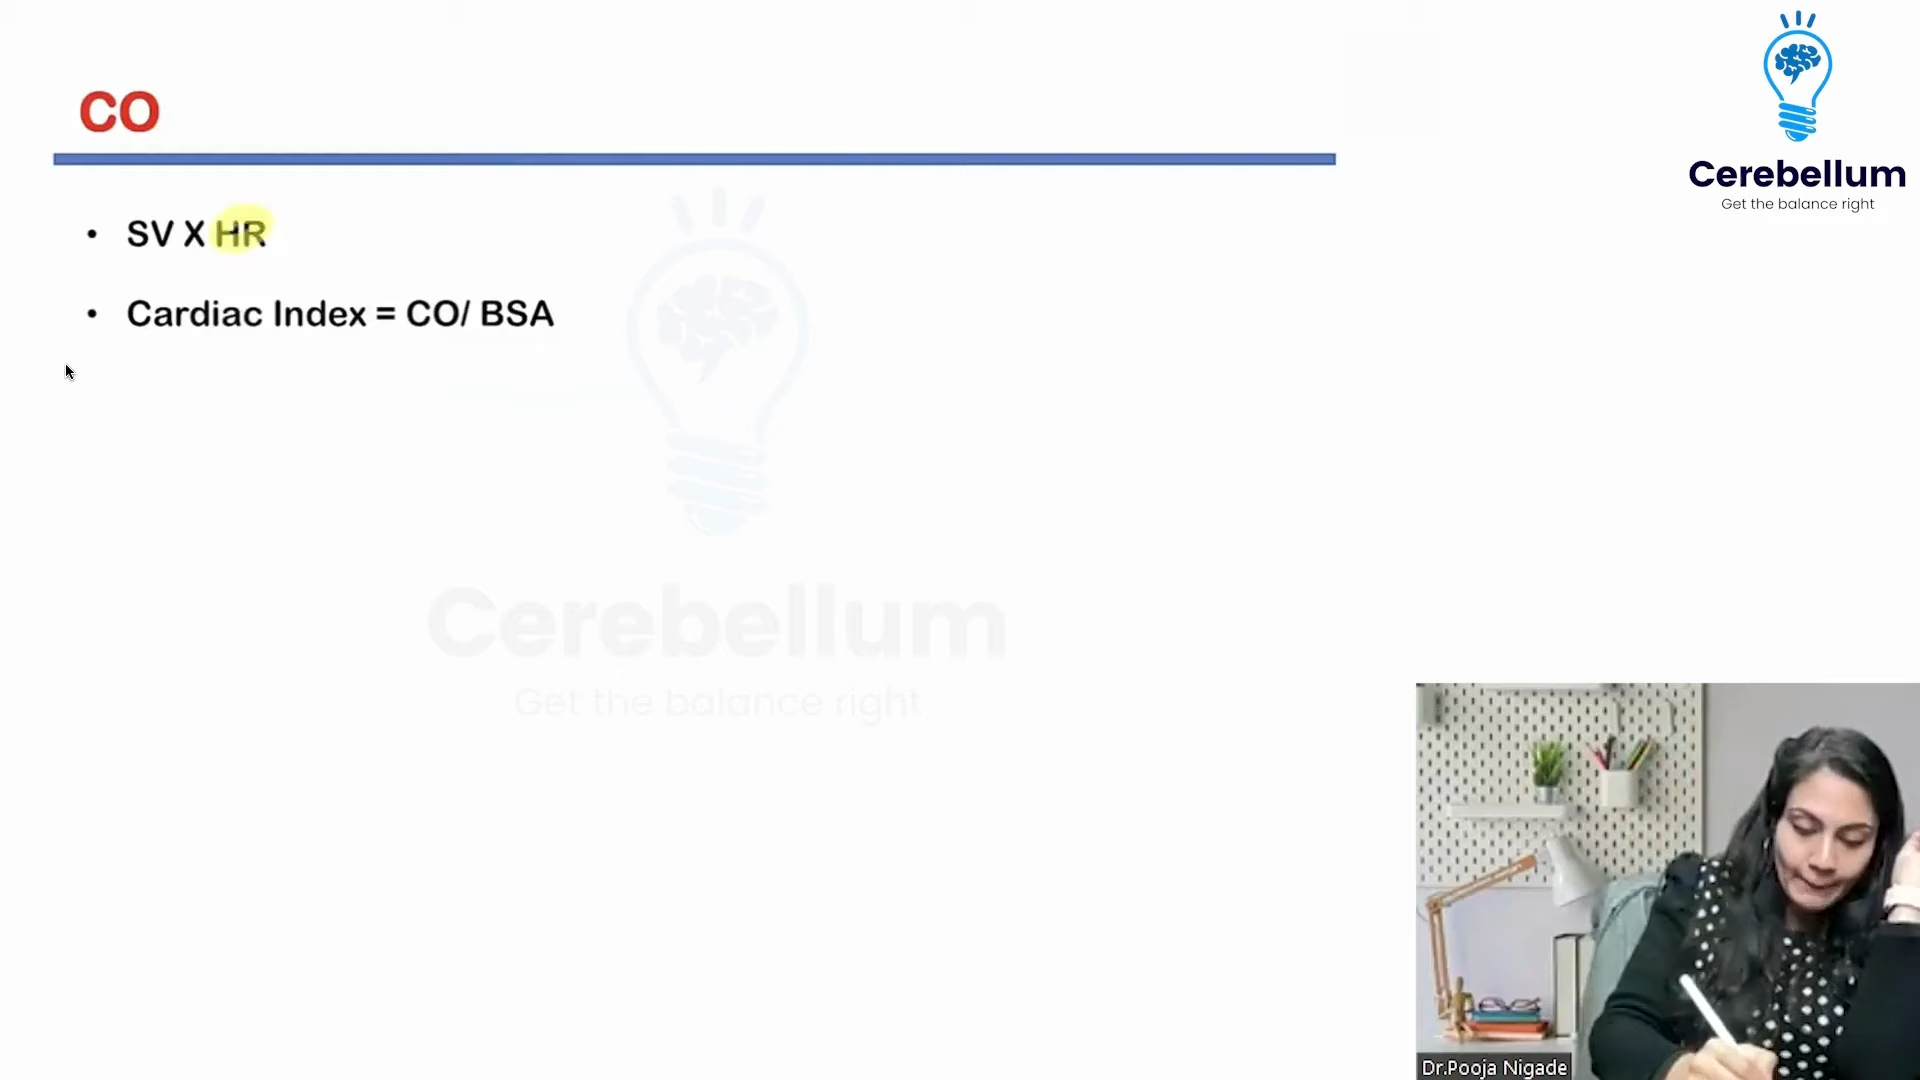 CO
• SV X HR
• Cardiac Index = CO/ BSA
Cerebellum
Get the balance right
Cerebellum
Get the balance right
Dr.Pooja Nigade